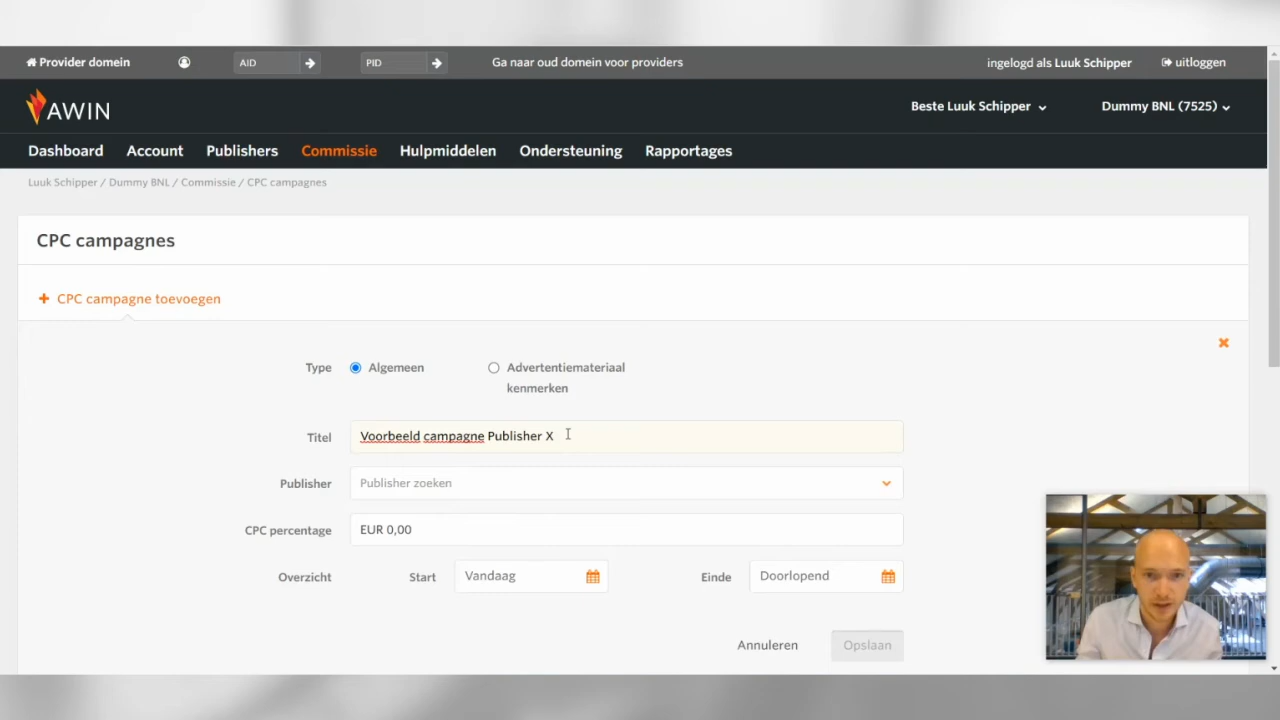 Provider domein
AID
PID
Ga naar oud domein voor providers
ingelogd als Luuk Schipper
uitloggen
AWIN
Beste Luuk Schipper
Dummy BNL (7525)
Dashboard
Account
Publishers
Commissie
Hulpmiddelen
Ondersteuning
Rapportages
Luuk Schipper / Dummy BNL / Commissie / CPC campagnes
CPC campagnes
+ CPC campagne toevoegen
Type
Algemeen
Advertentiemateriaal
kenmerken
Titel
Voorbeeld campagne Publisher X
Publisher
Publisher zoeken
CPC percentage
EUR 0,00
Overzicht
Start
Vandaag
Einde
Doorlopend
Annuleren
Opslaan